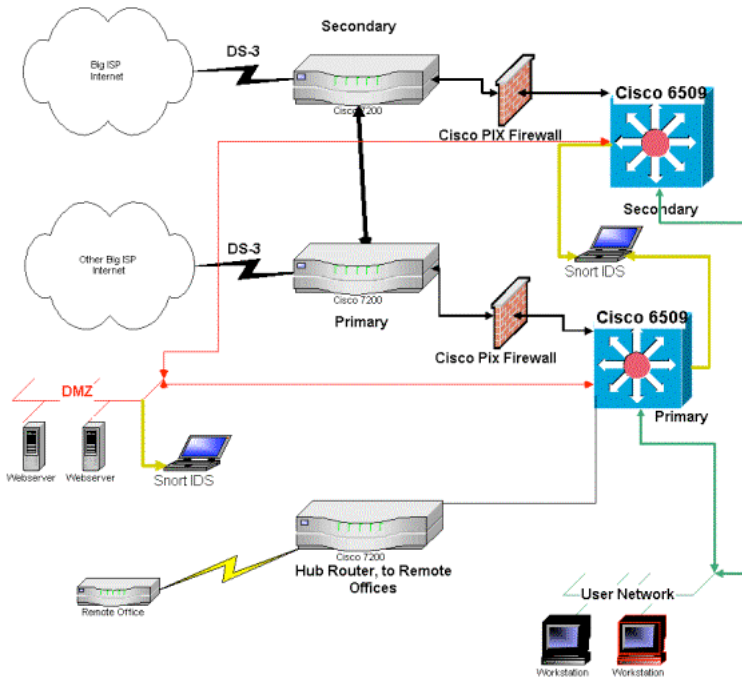 Secondary
Big ISP
Internet
DS-3
Cisco 7200
Cisco PIX Firewall
Cisco 6509
Secondary
Other Big ISP
Internet
DS-3
Cisco 7200
Primary
Snort IDS
Cisco Pix Firewall
Cisco 6509
Primary
DMZ
Webserver
Webserver
Snort IDS
Cisco 7200
Hub Router, to Remote
Offices
Remote Office
User Network
Workstation
Workstation